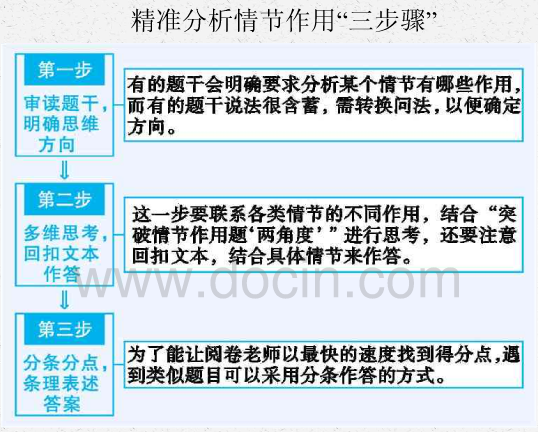 精准分析情节作用“三步骤”
第一步
审读题干,
明确思维
方向
有的题干会明确要求分析某个情节有哪些作用,
而有的题干说法很含蓄, 需转换问法, 以便确定
方向。
⇓
第二步
多维思考,
回扣文本
作答
这一步要联系各类情节的不同作用, 结合“突
破情节作用题‘两角度’”进行思考, 还要注意
回扣文本, 结合具体情节来作答。
www.docin.com
⇓
第三步
分条分点,
条理表述
答案
为了能让阅卷老师以最快的速度找到得分点,遇
到类似题目可以采用分条作答的方式。